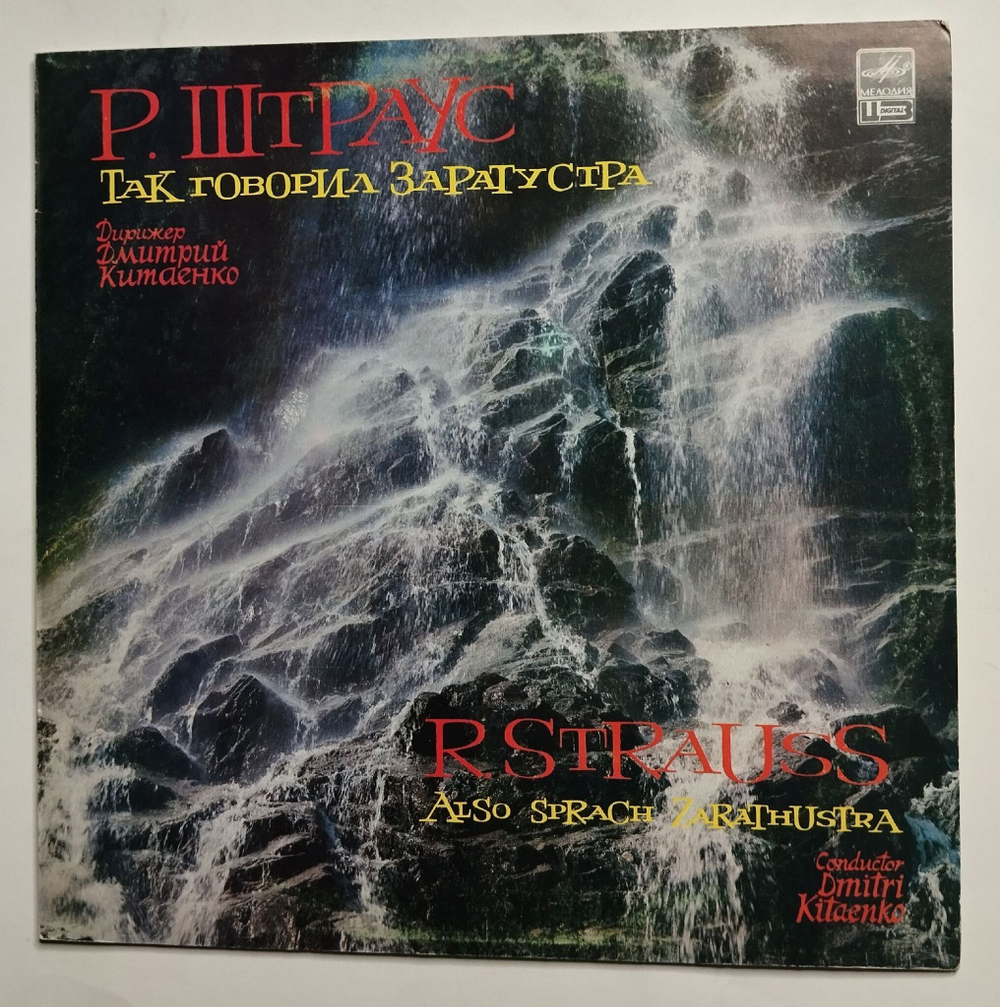 Р. ШТРАУС
ТАК ГОВОРИЛ ЗАРАТУСТРА
Дирижер
Дмитрий
Китаенко
МЕЛОДИЯ
DIGITAL
R. STRAUSS
ALSO SPRACH ZARATHUSTRA
Conductor
Dmitri
Kitaenko